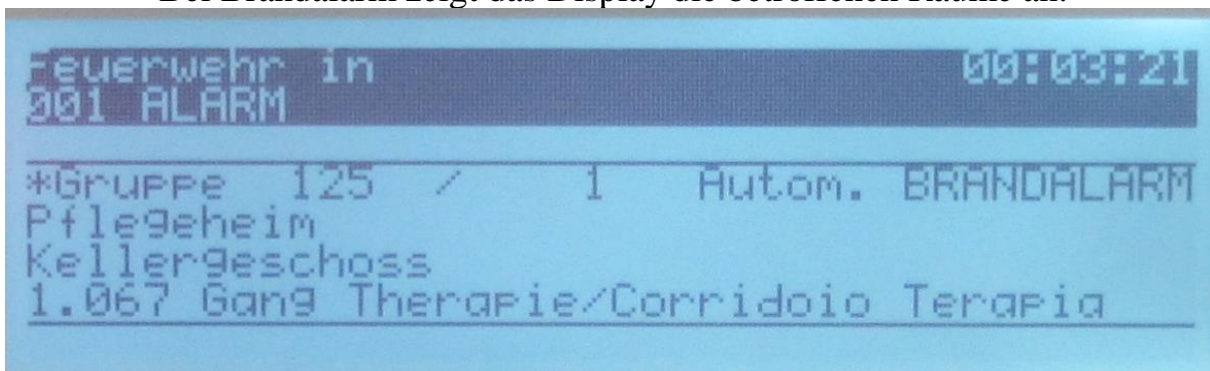 Bei Brandalarm zeigt das Display die betroffenen Räume an.
Feuerwehr in 00:03:21
001 ALARM
*Gruppe 125 / 1 Autom. BRANDALARM
Pflegeheim
Kellergeschoss
1.067 Gang Therapie/Corridoio Terapia